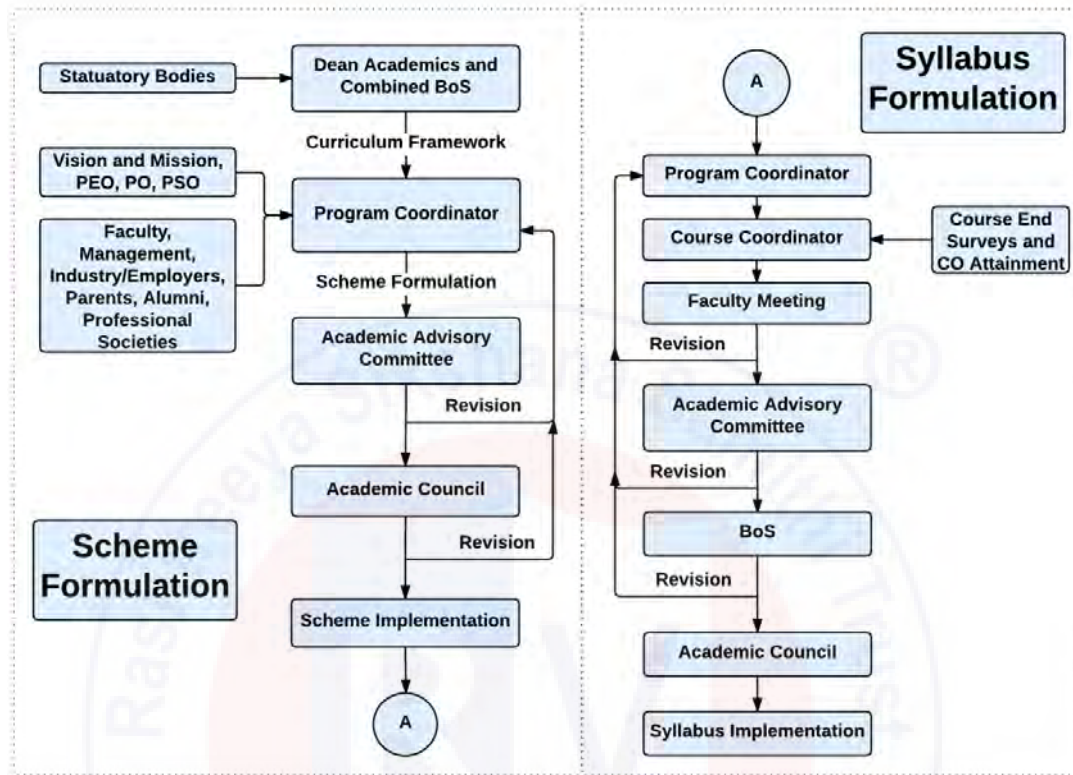 Statuatory Bodies
Dean Academics and
Combined BoS
Curriculum Framework
Vision and Mission,
PEO, PO, PSO
Program Coordinator
Faculty,
Management,
Industry/Employers,
Parents, Alumni,
Professional
Societies
Scheme Formulation
Academic Advisory
Committee
Revision
Academic Council
Revision
Scheme
Formulation
Scheme Implementation
A
A
Syllabus
Formulation
Program Coordinator
Course Coordinator
Course End
Surveys and
CO Attainment
Faculty Meeting
Revision
Academic Advisory
Committee
Revision
BoS
Revision
Academic Council
Syllabus Implementation
®
Trust